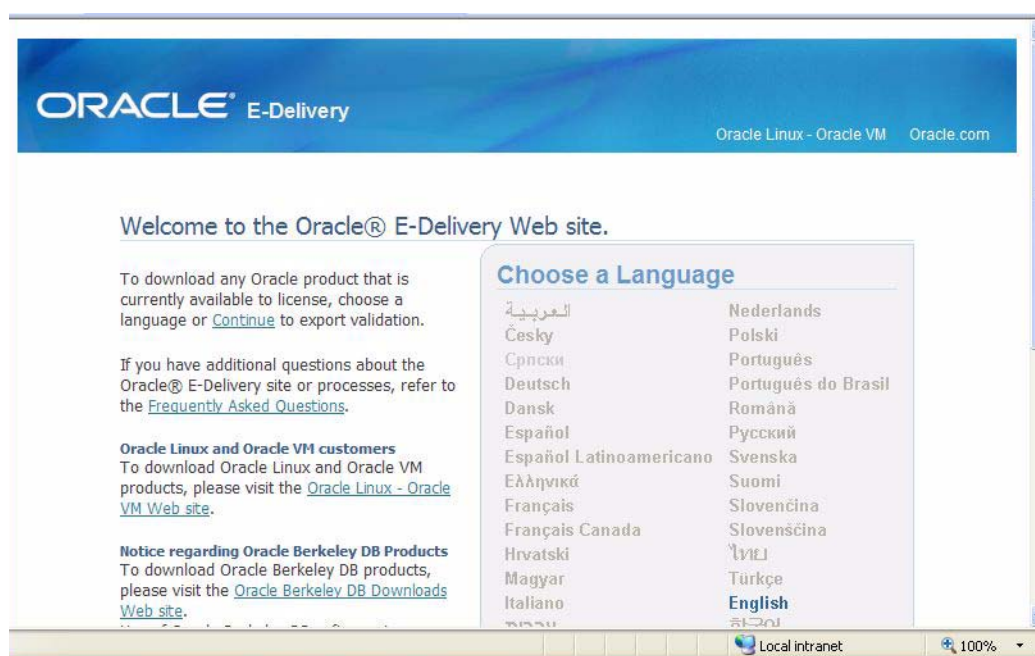 ORACLE® E-Delivery
Oracle Linux - Oracle VM Oracle.com
Welcome to the Oracle® E-Delivery Web site.
To download any Oracle product that is
currently available to license, choose a
language or Continue to export validation.
If you have additional questions about the
Oracle® E-Delivery site or processes, refer to
the Frequently Asked Questions.
Oracle Linux and Oracle VM customers
To download Oracle Linux and Oracle VM
products, please visit the Oracle Linux - Oracle
VM Web site.
Notice regarding Oracle Berkeley DB Products
To download Oracle Berkeley DB products,
please visit the Oracle Berkeley DB Downloads
Web site.
Choose a Language
العربية
Česky
Српски
Deutsch
Dansk
Español
Español Latinoamericano
Ελληνικά
Français
Français Canada
Hrvatski
Magyar
Italiano
Nederlands
Polski
Português
Português do Brasil
Română
Русский
Svenska
Suomi
Slovenčina
Slovenščina
ไทย
Türkçe
English
한국어
Local intranet
100%